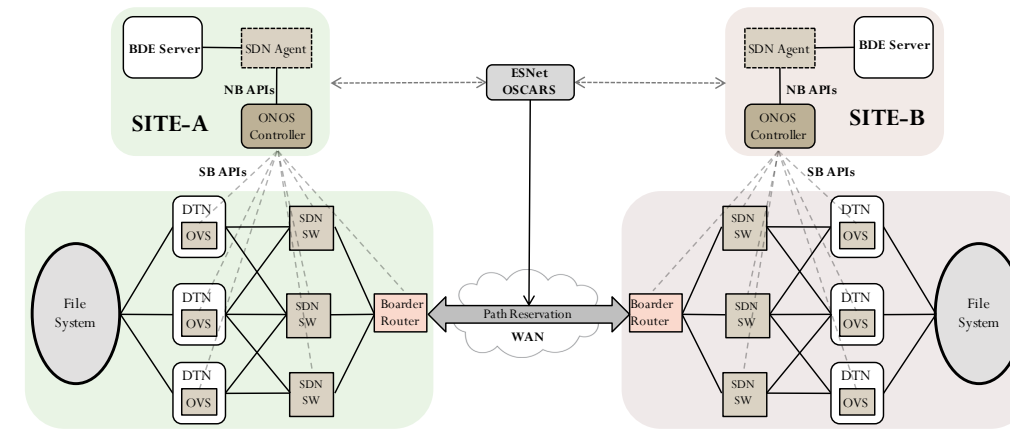 BDE Server
SDN Agent
NB APIs
ONOS
Controller
SITE-A
SB APIs
ESNet
OSCARS
SDN Agent
BDE Server
NB APIs
ONOS
Controller
SITE-B
SB APIs
File
System
DTN
OVS
DTN
OVS
DTN
OVS
SDN
SW
SDN
SW
SDN
SW
Boarder
Router
Path Reservation
WAN
Boarder
Router
SDN
SW
SDN
SW
SDN
SW
DTN
OVS
DTN
OVS
DTN
OVS
File
System